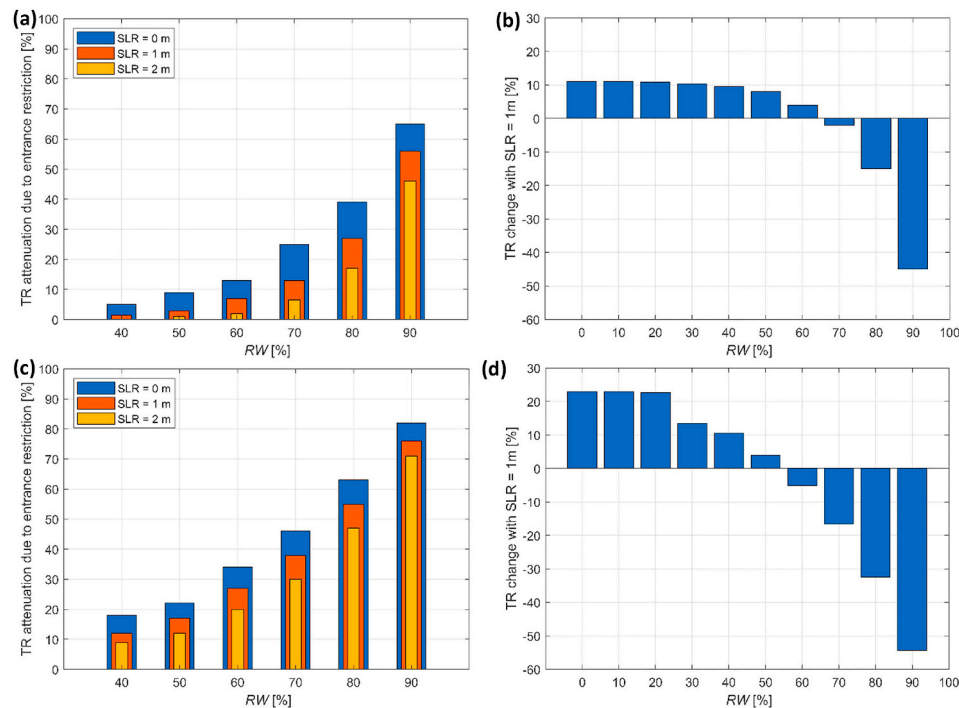 (a)
TR attenuation due to entrance restriction [%]
100
90
80
70
60
50
40
30
20
10
0
SLR = 0 m
SLR = 1 m
SLR = 2 m
40 50 60 70 80 90
RW [%]
(b)
TR change with SLR = 1m [%]
30
20
10
0
-10
-20
-30
-40
-50
-60
0 10 20 30 40 50 60 70 80 90 100
RW [%]
(c)
TR attenuation due to entrance restriction [%]
100
90
80
70
60
50
40
30
20
10
0
SLR = 0 m
SLR = 1 m
SLR = 2 m
40 50 60 70 80 90
RW [%]
(d)
TR change with SLR = 1m [%]
30
20
10
0
-10
-20
-30
-40
-50
-60
0 10 20 30 40 50 60 70 80 90 100
RW [%]